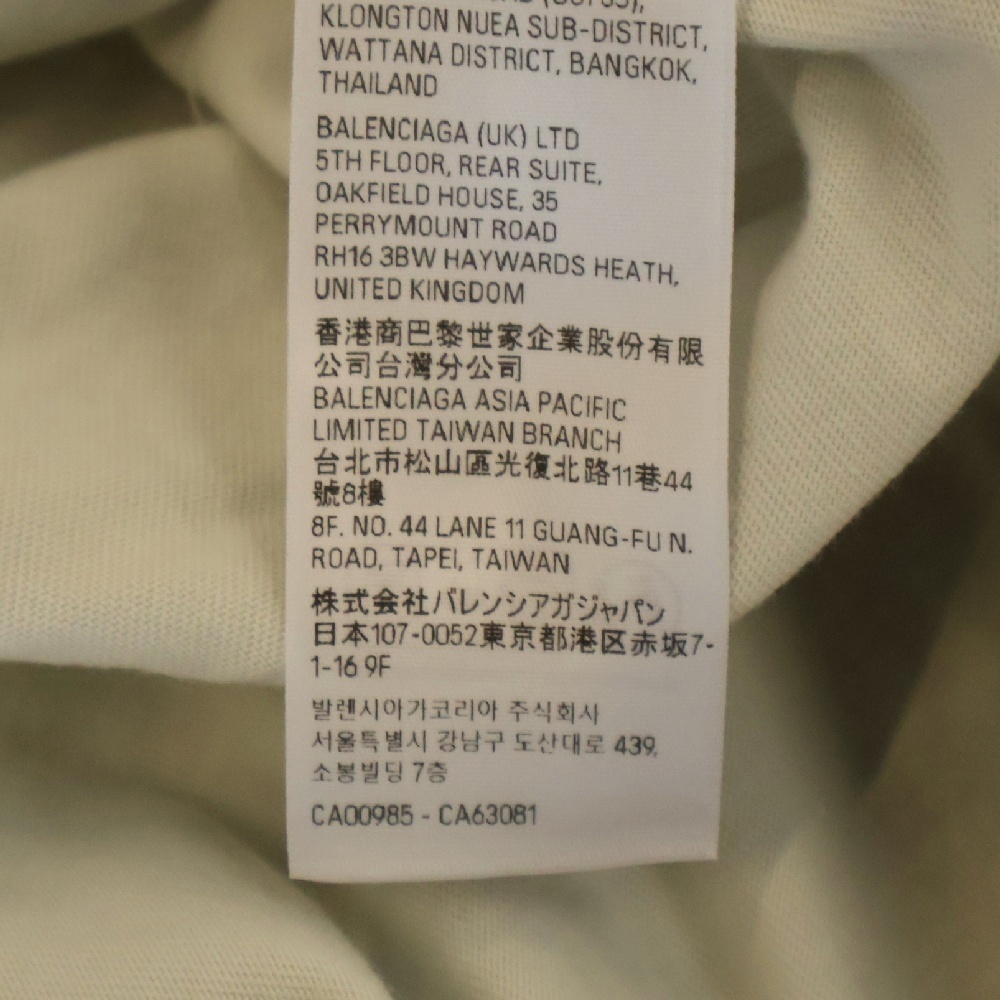 KLONGTON NUEA SUB-DISTRICT,
WATTANA DISTRICT, BANGKOK,
THAILAND
BALENCIAGA (UK) LTD
5TH FLOOR, REAR SUITE,
OAKFIELD HOUSE, 35
PERRYMOUNT ROAD
RH16 3BW HAYWARDS HEATH,
UNITED KINGDOM
香港商巴黎世家企業股份有限
公司台灣分公司
BALENCIAGA ASIA PACIFIC
LIMITED TAIWAN BRANCH
台北市松山區光復北路11巷44
號8樓
8F. NO. 44 LANE 11 GUANG-FU N.
ROAD, TAPEI, TAIWAN
株式会社バレンシアガジャパン
日本107-0052東京都港区赤坂7-
1-16 9F
발렌시아가코리아 주식회사
서울특별시 강남구 도산대로 439,
소봉빌딩 7층
CA00985 - CA63081